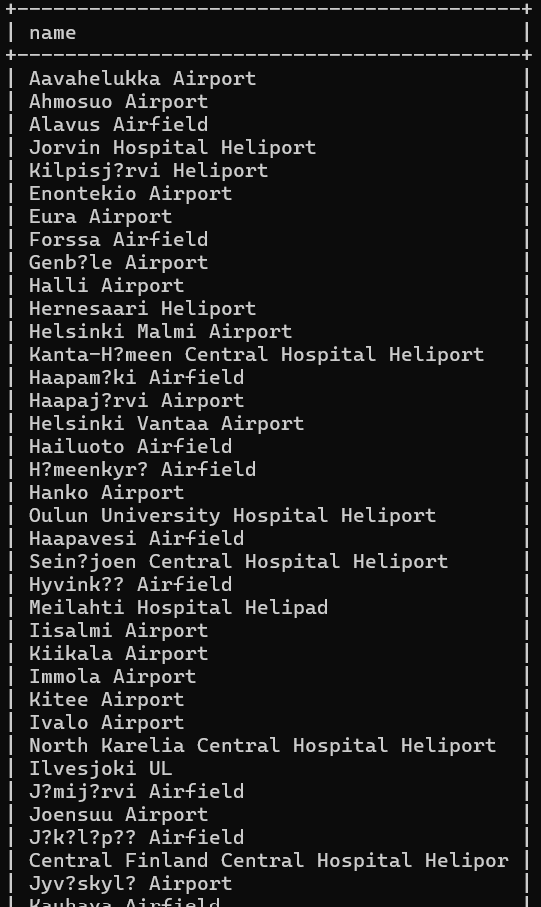 name
Aavahelukka Airport
Ahmosuo Airport
Alavus Airfield
Jorvin Hospital Heliport
Kilpisj?rvi Heliport
Enontekio Airport
Eura Airport
Forssa Airfield
Genb?le Airport
Halli Airport
Hernesaari Heliport
Helsinki Malmi Airport
Kanta-H?meen Central Hospital Heliport
Haapam?ki Airfield
Haapaj?rvi Airport
Helsinki Vantaa Airport
Hailuoto Airfield
H?meenkyr? Airfield
Hanko Airport
Oulun University Hospital Heliport
Haapavesi Airfield
Sein?joen Central Hospital Heliport
Hyvink?? Airfield
Meilahti Hospital Helipad
Iisalmi Airport
Kiikala Airport
Immola Airport
Kitee Airport
Ivalo Airport
North Karelia Central Hospital Heliport
Ilvesjoki UL
J?mij?rvi Airfield
Joensuu Airport
J?k?l?p?? Airfield
Central Finland Central Hospital Helipor
Jyv?skyl? Airport
Kauhava Airfield